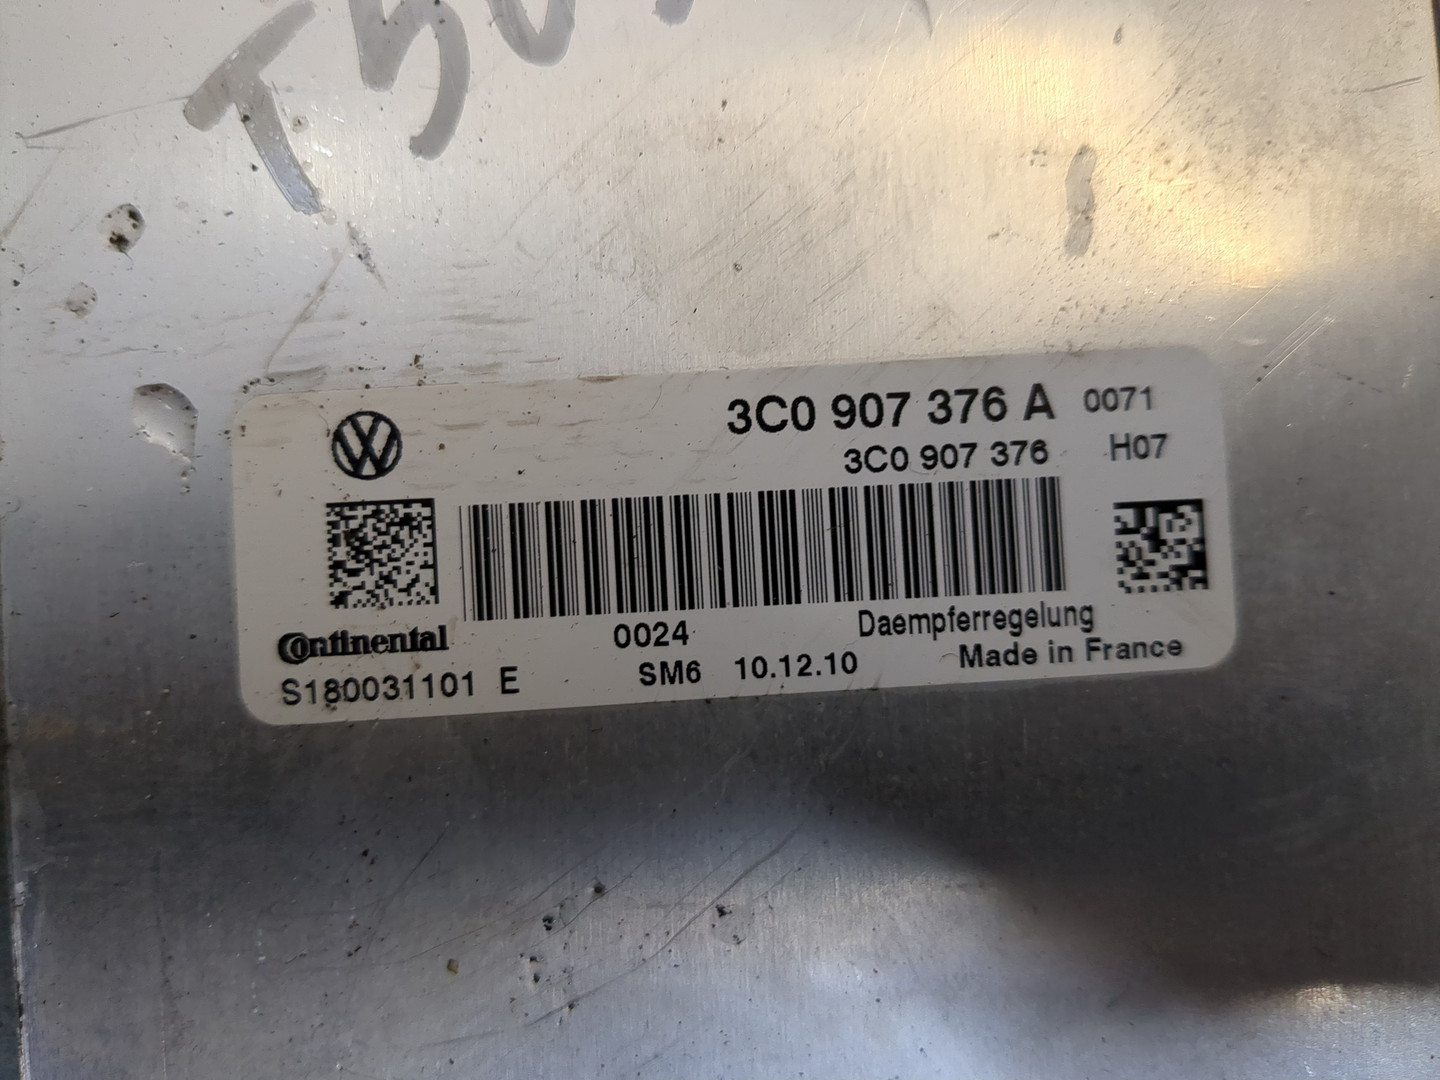 3C0 907 376 A 0071
3C0 907 376 H07
Continental 0024 Daempferregelung
S180031101 E SM6 10.12.10 Made in France